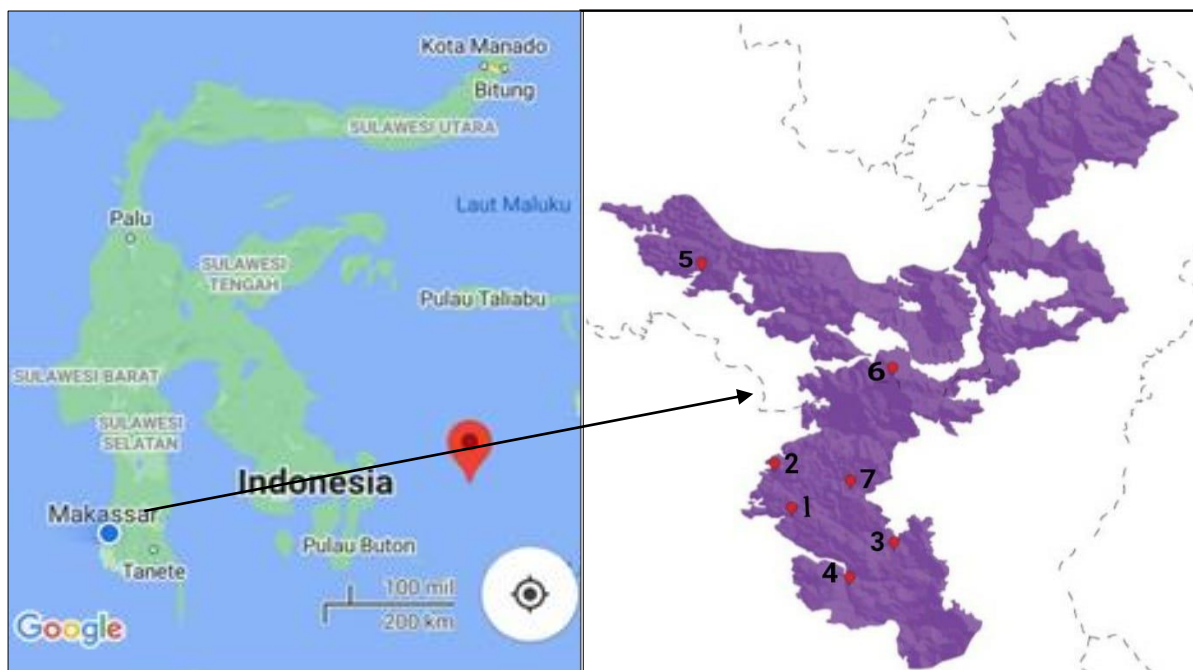 Kota Manado
Bitung
SULAWESI UTARA
Laut Maluku
Palu
SULAWESI
TENGAH
Pulau Taliabu
SULAWESI BARAT
SULAWESI
SELATAN
Indonesia
Makassar
Pulau Buton
Tanete
100 mil
200 km
Google
5
6
2
7
1
3
4